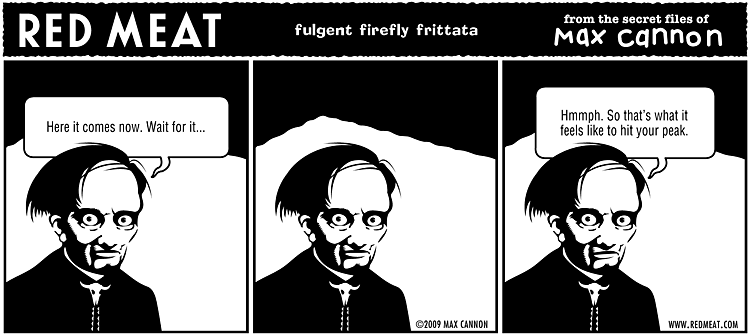 RED MEAT
fulgent firefly frittata
from the secret files of
Max Cannon
Here it comes now. Wait for it...
©2009 MAX CANNON
Hmmph. So that's what it
feels like to hit your peak.
WWW.REDMEAT.COM